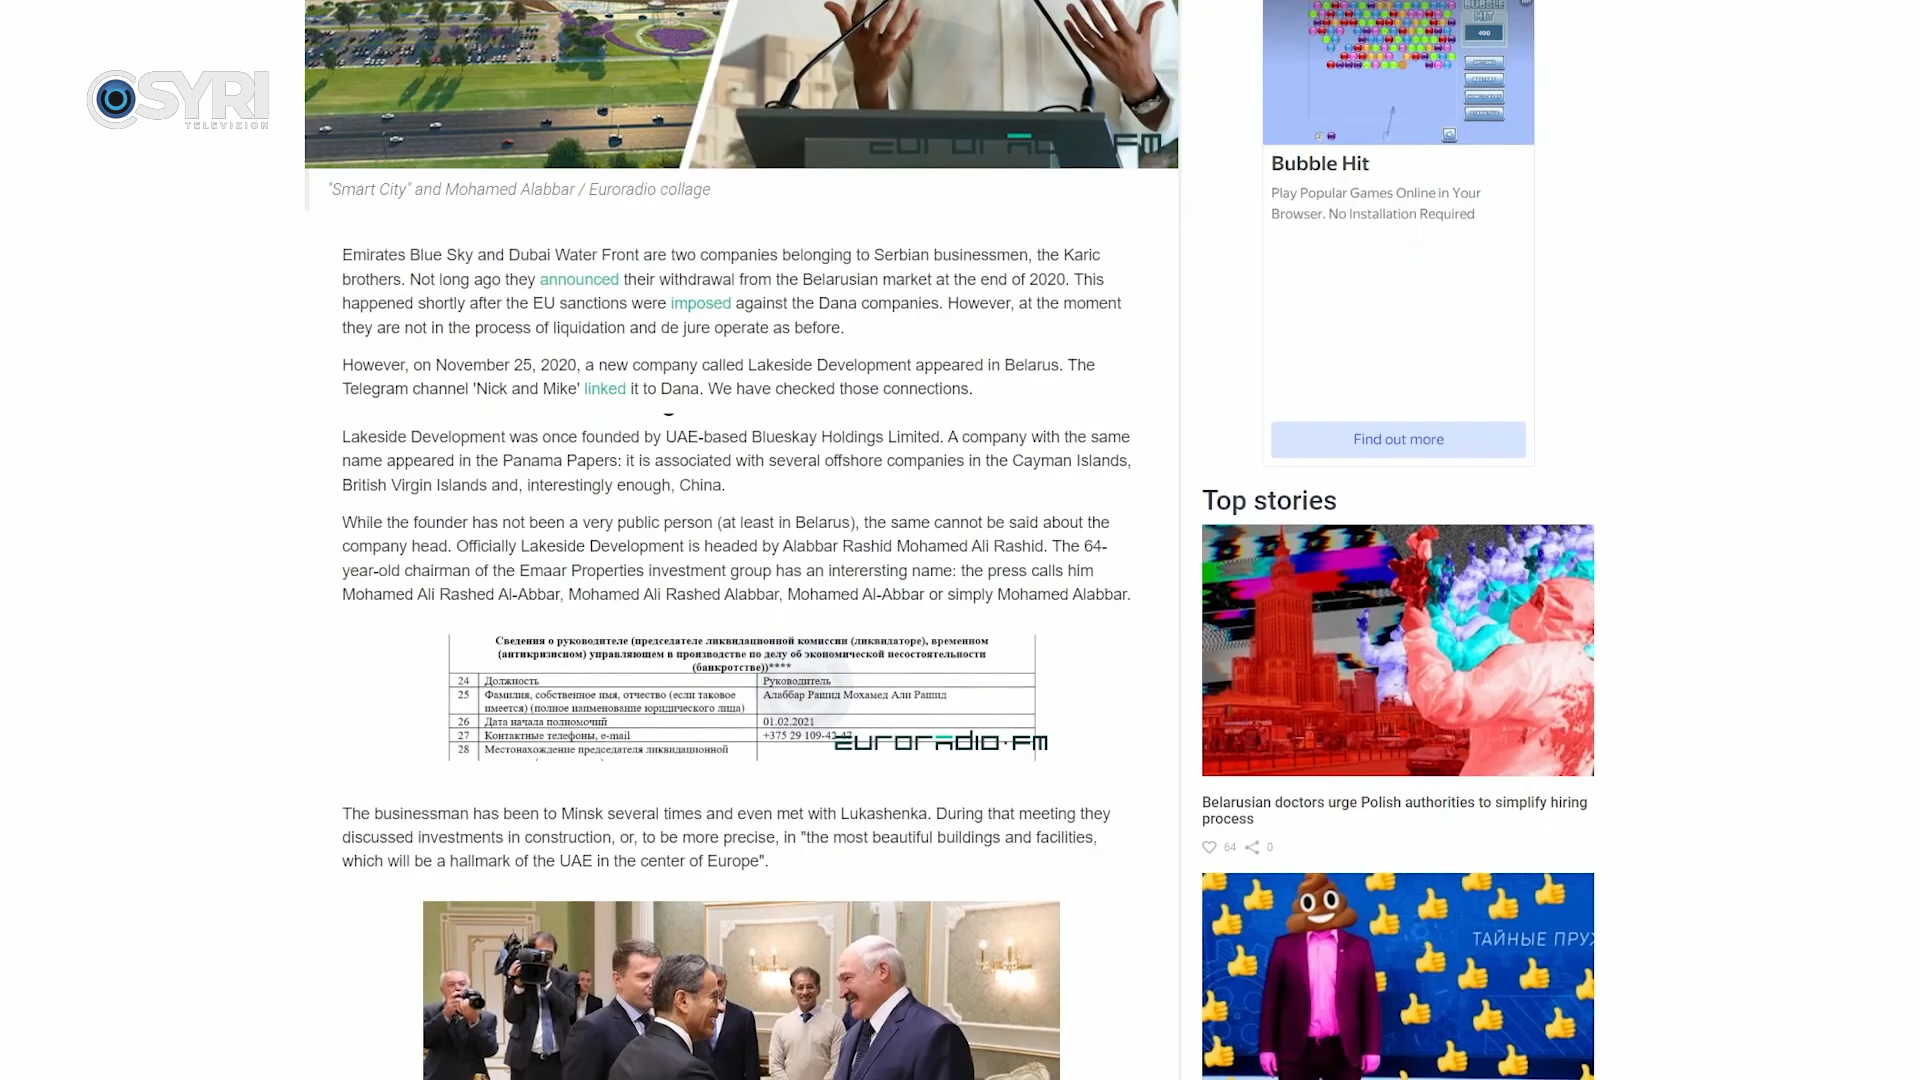 SYRI
TELEVIZION
EURORADIO.FM
"Smart City" and Mohamed Alabbar / Euroradio collage
Emirates Blue Sky and Dubai Water Front are two companies belonging to Serbian businessmen, the Karic
brothers. Not long ago they announced their withdrawal from the Belarusian market at the end of 2020. This
happened shortly after the EU sanctions were imposed against the Dana companies. However, at the moment
they are not in the process of liquidation and de jure operate as before.
However, on November 25, 2020, a new company called Lakeside Development appeared in Belarus. The
Telegram channel 'Nick and Mike' linked it to Dana. We have checked those connections.
Lakeside Development was once founded by UAE-based Blueskay Holdings Limited. A company with the same
name appeared in the Panama Papers: it is associated with several offshore companies in the Cayman Islands,
British Virgin Islands and, interestingly enough, China.
While the founder has not been a very public person (at least in Belarus), the same cannot be said about the
company head. Officially Lakeside Development is headed by Alabbar Rashid Mohamed Ali Rashid. The 64-
year-old chairman of the Emaar Properties investment group has an interersting name: the press calls him
Mohamed Ali Rashed Al-Abbar, Mohamed Ali Rashed Alabbar, Mohamed Al-Abbar or simply Mohamed Alabbar.
Сведения о руководителе (председателе ликвидационной комиссии (ликвидаторе), временном
(антикризисном) управляющем в производстве по делу об экономической несостоятельности
(банкротстве))****
24 Должность Руководитель
25 Фамилия, собственное имя, отчество (если таковое Алаббар Рашид Мохамед Али Рашид
имеется) (полное наименование юридического лица)
26 Дата начала полномочий 01.02.2021
27 Контактные телефоны, e-mail +375 29 109-42-47
28 Местонахождение председателя ликвидационной
euroradio.fm
The businessman has been to Minsk several times and even met with Lukashenka. During that meeting they
discussed investments in construction, or, to be more precise, in "the most beautiful buildings and facilities,
which will be a hallmark of the UAE in the center of Europe".
BUBBLE
HIT
490
OPTIONS
Bubble Hit
Play Popular Games Online in Your
Browser. No Installation Required
Find out more
Top stories
Belarusian doctors urge Polish authorities to simplify hiring
process
64 0
ТАЙНЫЕ ПРУЖ